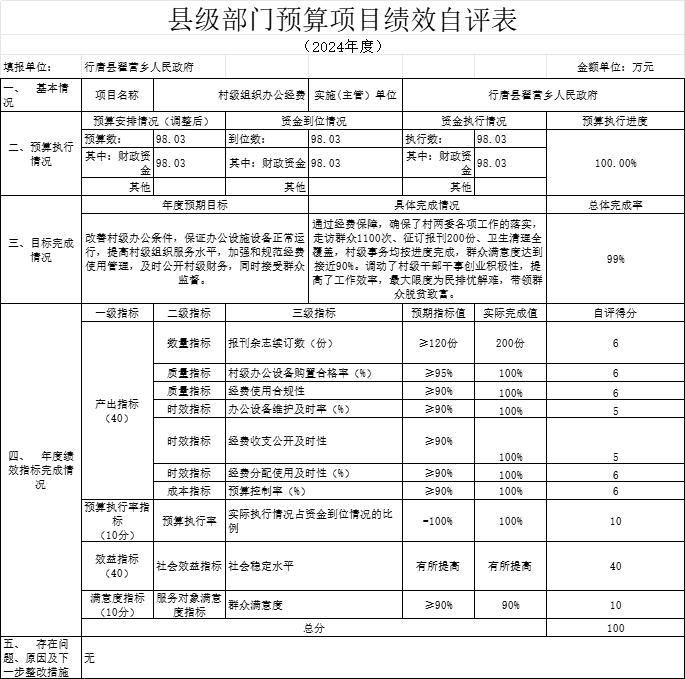 县级部门预算项目绩效自评表
（2024年度）
填报单位： 行唐县翟营乡人民政府 金额单位：万元
一、 基本情况 项目名称 村级组织办公经费 实施(主管）单位 行唐县翟营乡人民政府
二、预算执行情况 预算安排情况（调整后） 资金到位情况 资金执行情况 预算执行进度
预算数： 98.03 到位数： 98.03 执行数： 98.03 100.00%
其中：财政资金 98.03 其中：财政资金 98.03 其中：财政资金 98.03
其他 其他 其他
三、目标完成情况 年度预期目标 具体完成情况 总体完成率
改善村级办公条件，保证办公设施设备正常运
行，提高村级组织服务水平，加强和规范经费
使用管理，及时公开村级财务，同时接受群众
监督。
通过经费保障，确保了村两委各项工作的落实，
走访群众1100次、征订报刊200份、卫生清理全
覆盖，村级事务均按进度完成，群众满意度达到
接近90%。调动了村级干部干事创业积极性，提
高了工作效率，最大限度为民排忧解难，带领群
众脱贫致富。
99%
四、 年度绩效指标完成情况 一级指标 二级指标 三级指标 预期指标值 实际完成值 自评得分
产出指标（40） 数量指标 报刊杂志续订数（份） ≥120份 200份 6
质量指标 村级办公设备购置合格率（%） ≥95% 100% 6
质量指标 经费使用合规性 ≥90% 100% 6
时效指标 办公设备维护及时率（%） ≥90% 100% 5
时效指标 经费收支公开及时性 ≥90% 100% 5
时效指标 经费分配使用及时性（%） ≥90% 100% 6
成本指标 预算控制率（%） ≥90% 100% 6
预算执行率指标（10分） 预算执行率 实际执行情况占资金到位情况的比例 =100% 100% 10
效益指标（40） 社会效益指标 社会稳定水平 有所提高 有所提高 40
满意度指标（10分） 服务对象满意度指标 群众满意度 ≥90% 90% 10
总分 100
五、 存在问题、原因及下一步整改措施 无